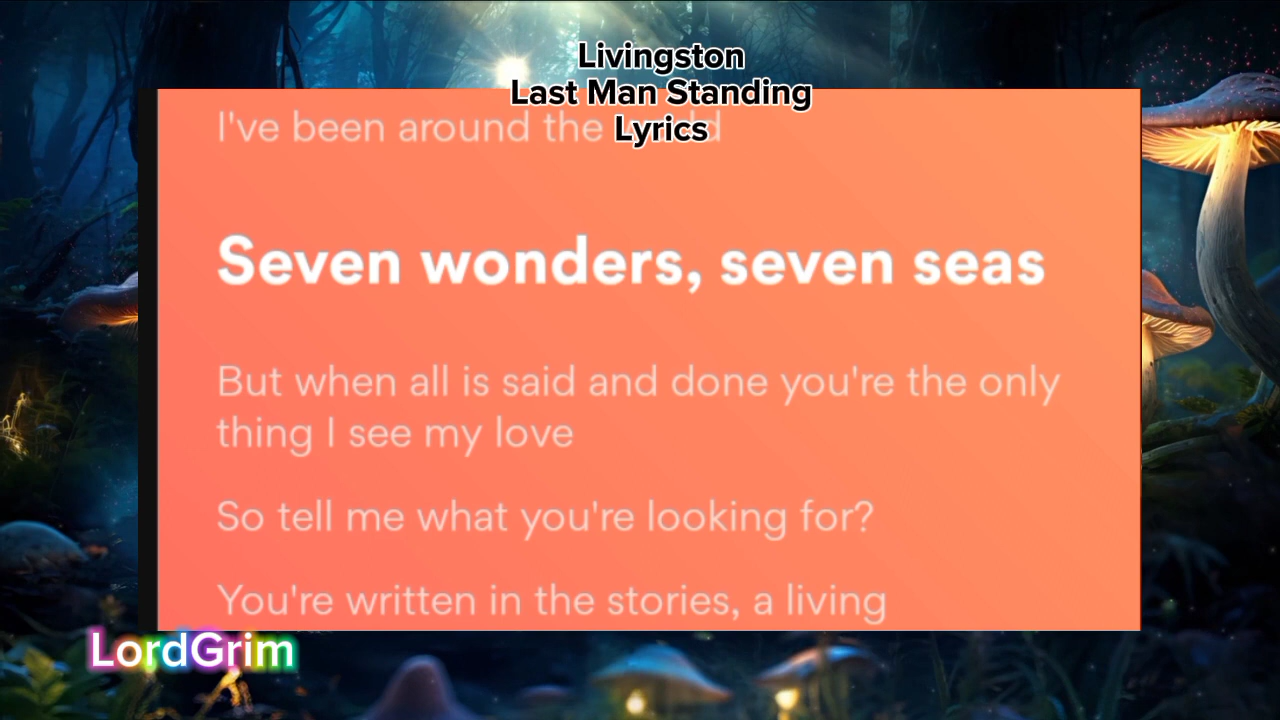 Livingston
Last Man Standing
Lyrics
I've been around the
Seven wonders, seven seas
But when all is said and done you're the only
thing I see my love
So tell me what you're looking for?
You're written in the stories, a living
LordGrim